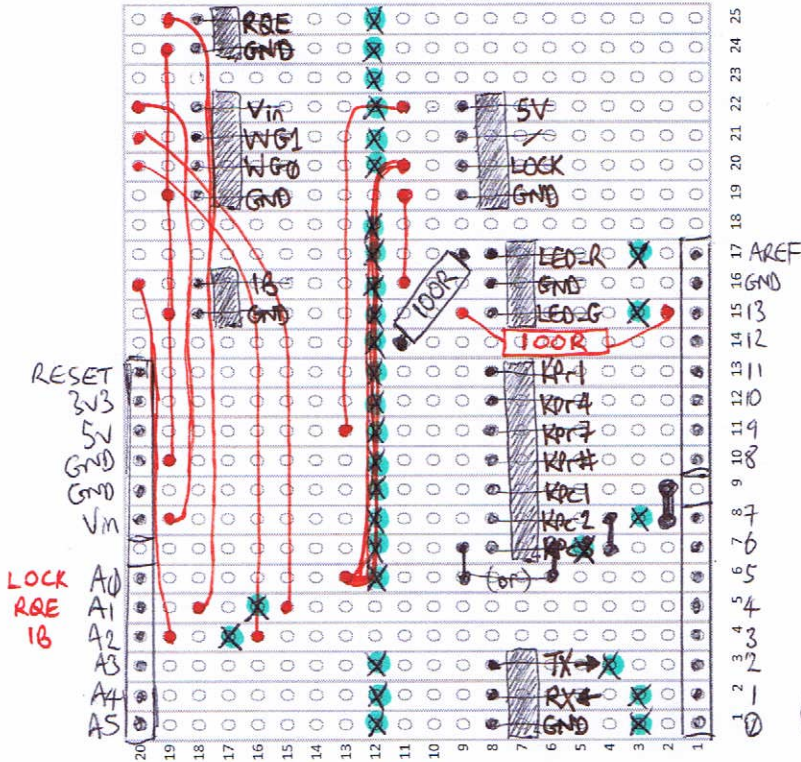 RQE 25
GND 24
23
Vin 5V 22
WG1 / 21
WG0 LOCK 20
GND GND 19
18
LED-R 17 AREF
1B GND 16 GND
GND 100R LED-G 15 13
100R 14 12
RESET KPr1 13 11
3V3 KPr4 12 10
5V KPr7 11 9
GND KPr# 10 8
GND KPc1 9
Vin KPc2 8 7
7 6
LOCK A0 (or) 6 5
RQE A1 5 4
1B A2 4 3
A3 TX→ 3 2
A4 RX← 2 1
A5 GND 1 0
20 19 18 17 16 15 14 13 12 11 10 9 8 7 6 5 4 3 2 1